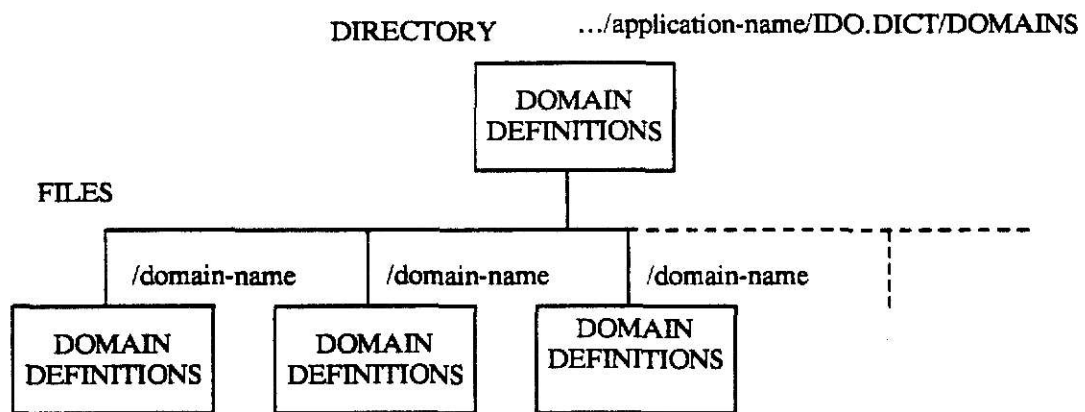 DIRECTORY …/application-name/IDO.DICT/DOMAINS
DOMAIN
DEFINITIONS
FILES
/domain-name /domain-name /domain-name
DOMAIN
DEFINITIONS
DOMAIN
DEFINITIONS
DOMAIN
DEFINITIONS